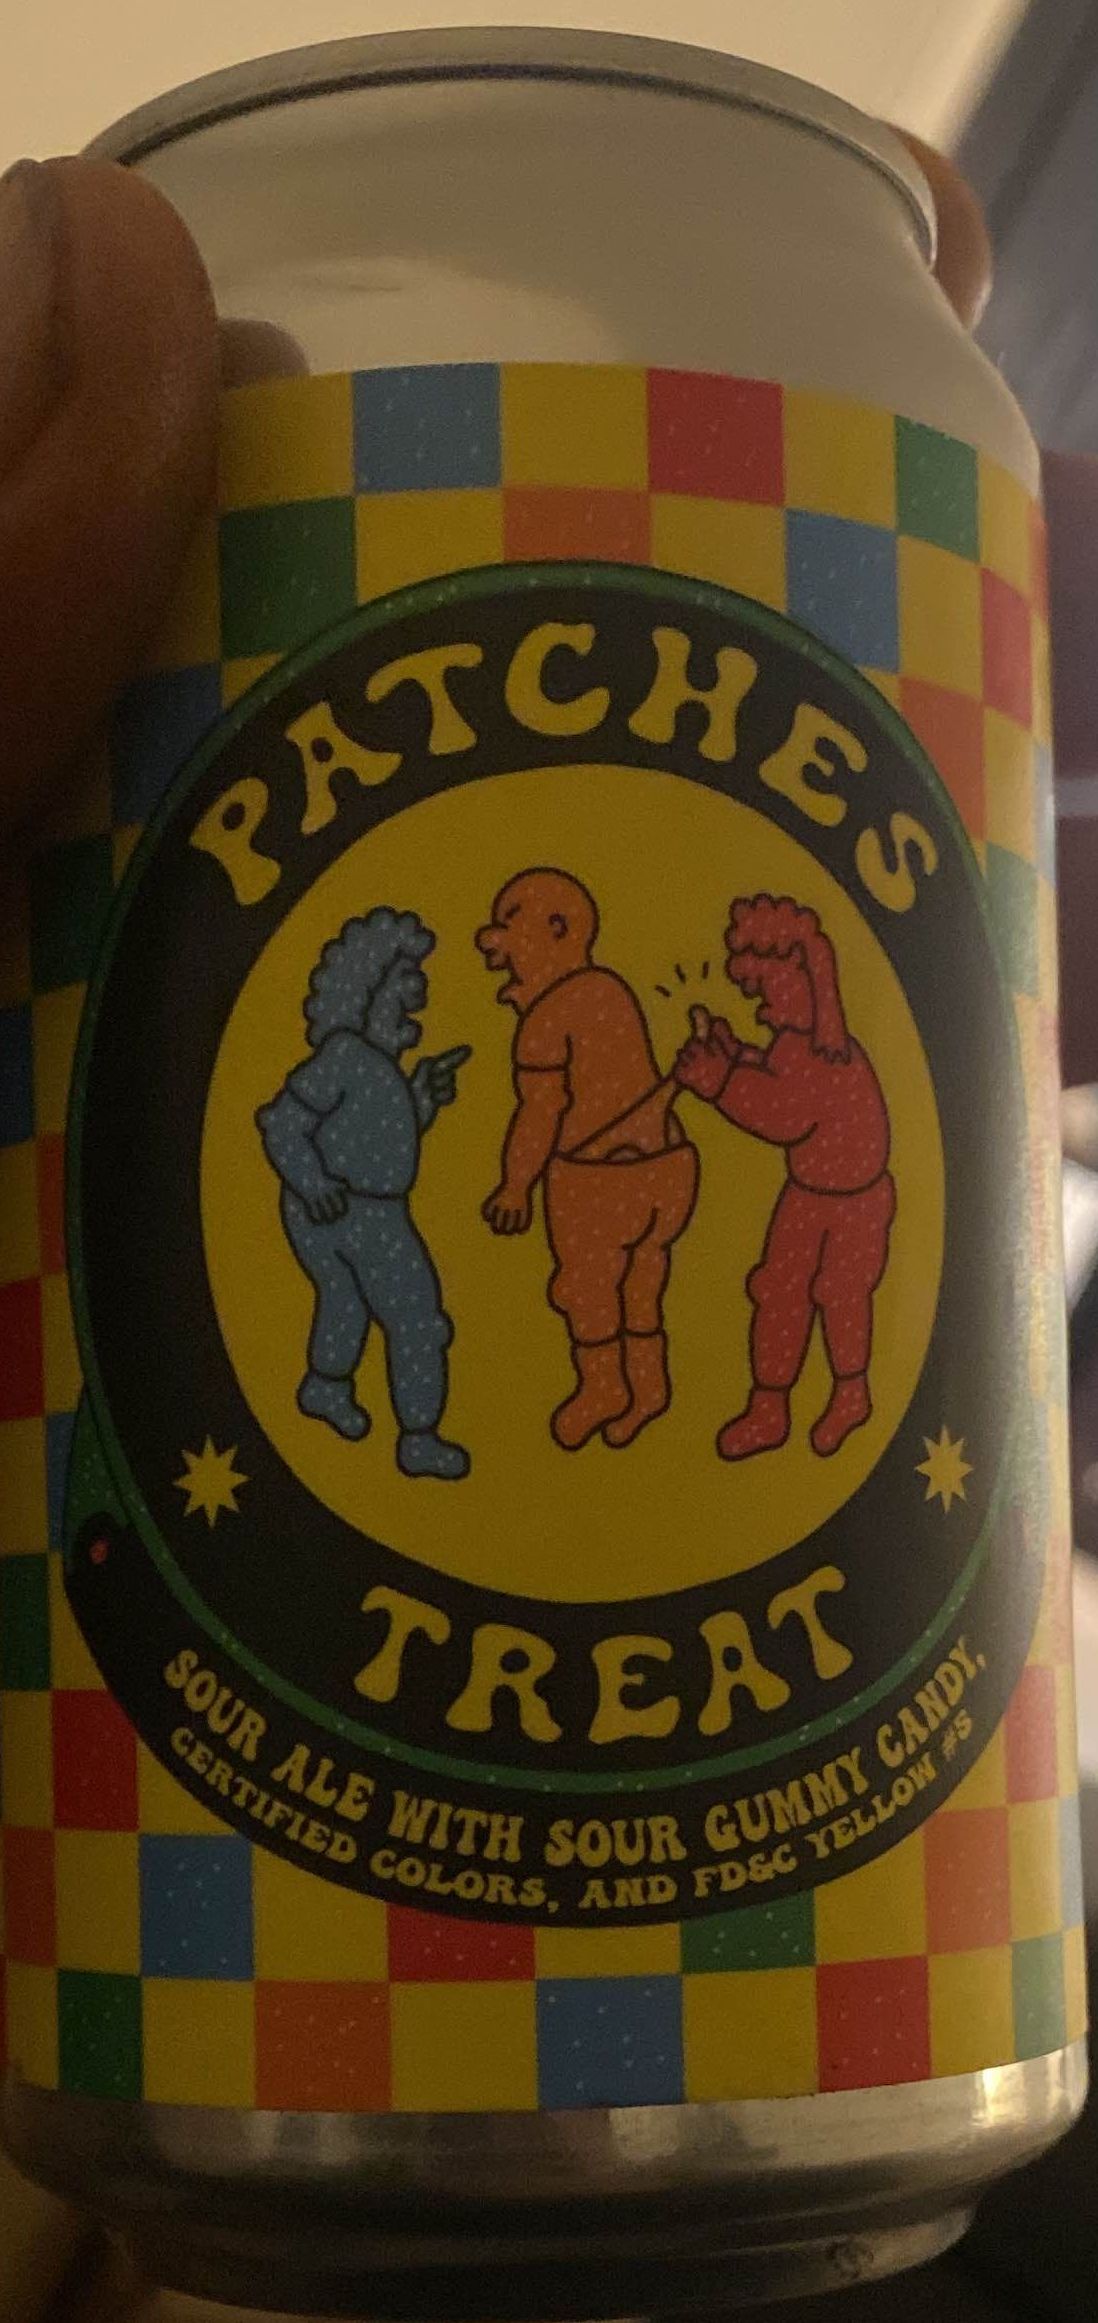 PATCHES
TREAT
SOUR ALE WITH SOUR GUMMY CANDY,
CERTIFIED COLORS, AND FD&C YELLOW #5